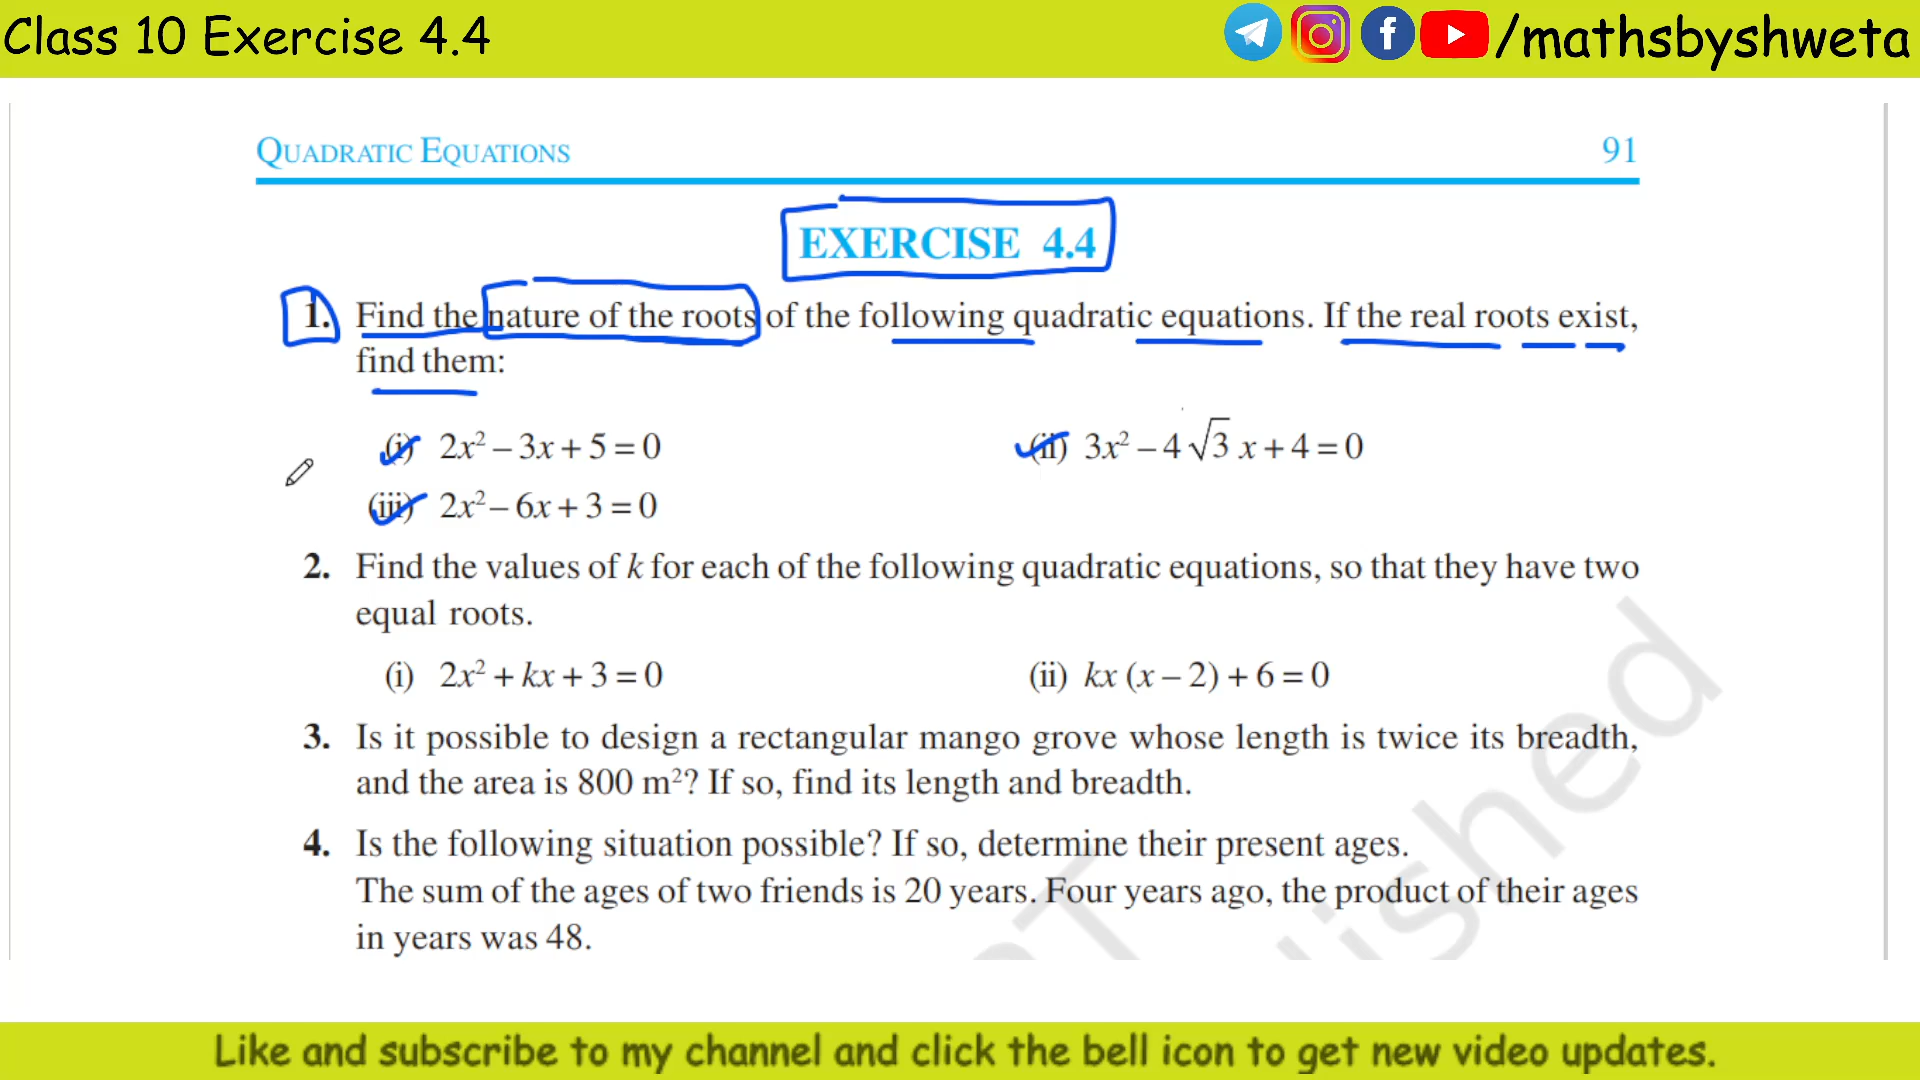 Class 10 Exercise 4.4
/mathsbyshweta
QUADRATIC EQUATIONS 91
EXERCISE 4.4
1. Find the nature of the roots of the following quadratic equations. If the real roots exist,
find them:
(i) 2x² – 3x + 5 = 0 (ii) 3x² – 4√3 x + 4 = 0
(iii) 2x² – 6x + 3 = 0
2. Find the values of k for each of the following quadratic equations, so that they have two
equal roots.
(i) 2x² + kx + 3 = 0 (ii) kx (x – 2) + 6 = 0
3. Is it possible to design a rectangular mango grove whose length is twice its breadth,
and the area is 800 m²? If so, find its length and breadth.
4. Is the following situation possible? If so, determine their present ages.
The sum of the ages of two friends is 20 years. Four years ago, the product of their ages
in years was 48.
Like and subscribe to my channel and click the bell icon to get new video updates.